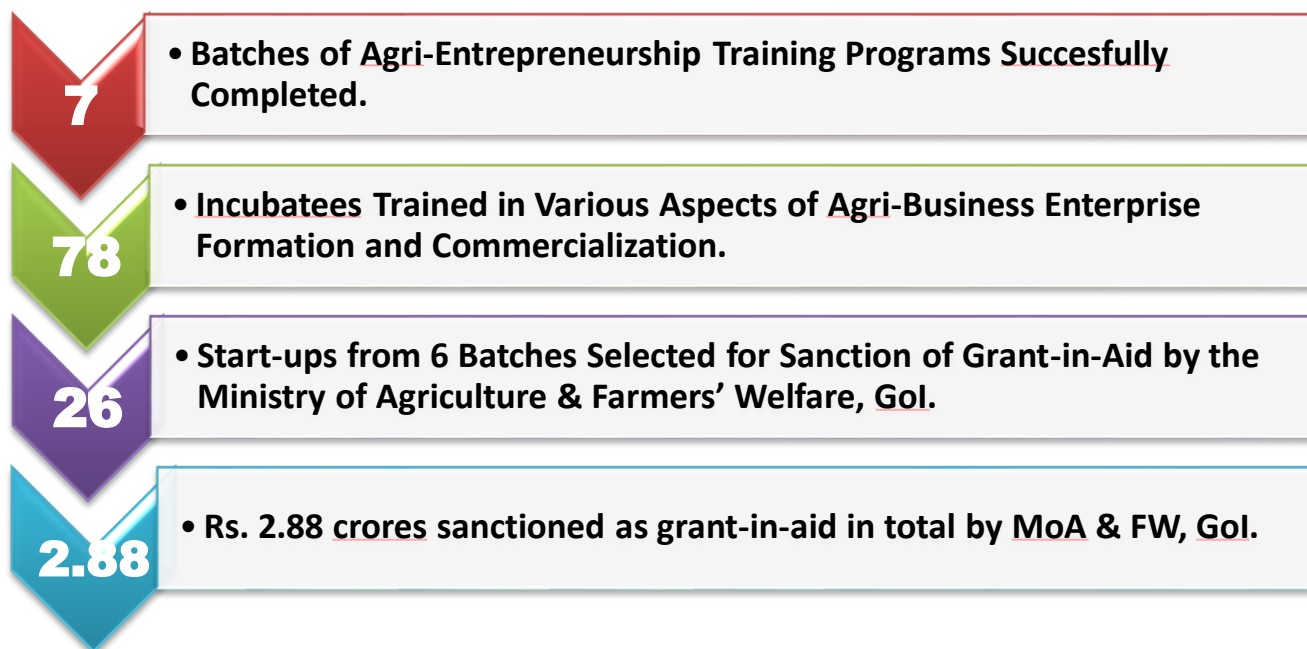 7
• Batches of Agri-Entrepreneurship Training Programs Succesfully
Completed.
78
• Incubatees Trained in Various Aspects of Agri-Business Enterprise
Formation and Commercialization.
26
• Start-ups from 6 Batches Selected for Sanction of Grant-in-Aid by the
Ministry of Agriculture & Farmers’ Welfare, GoI.
2.88
• Rs. 2.88 crores sanctioned as grant-in-aid in total by MoA & FW, GoI.